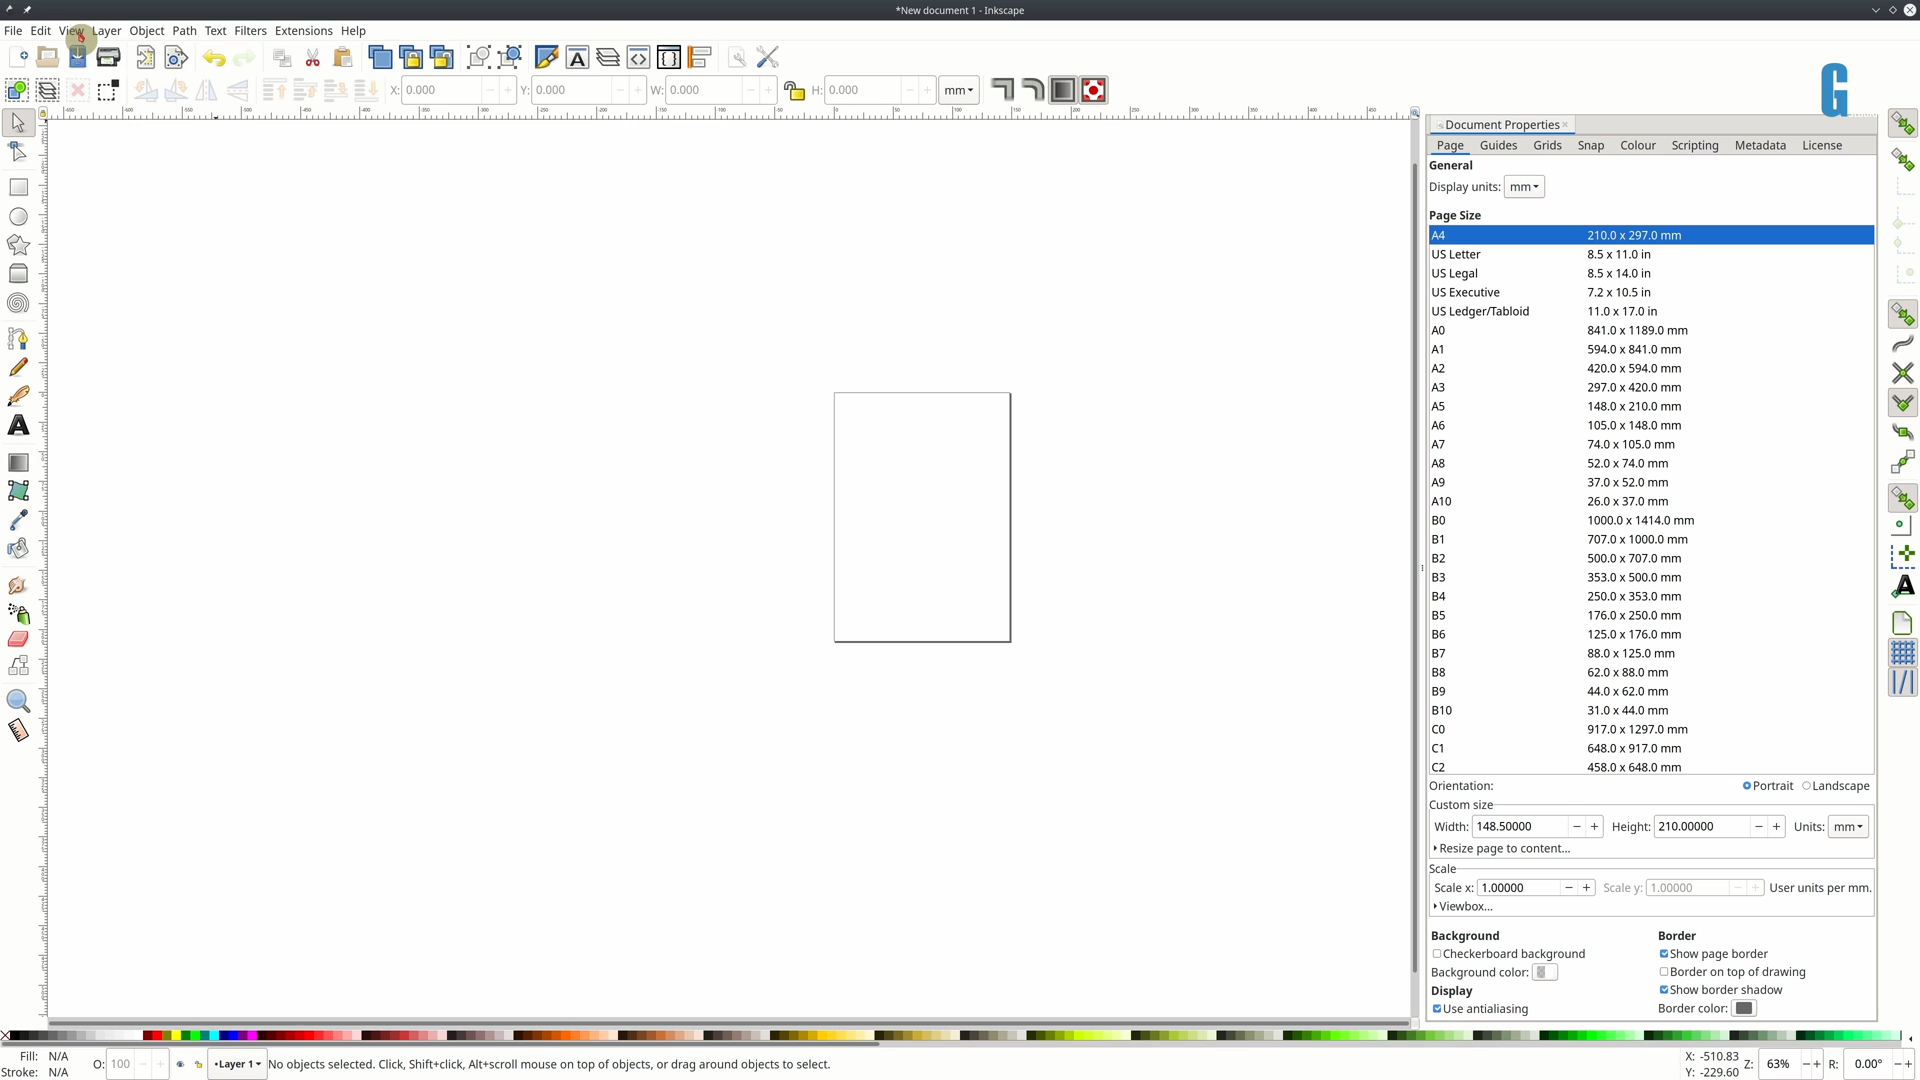 *New document 1 - Inkscape
File Edit View Layer Object Path Text Filters Extensions Help
X: 0.000 Y: 0.000 W: 0.000 H: 0.000 mm
G
Document Properties
Page Guides Grids Snap Colour Scripting Metadata License
General
Display units: mm
Page Size
A4 210.0 x 297.0 mm
US Letter 8.5 x 11.0 in
US Legal 8.5 x 14.0 in
US Executive 7.2 x 10.5 in
US Ledger/Tabloid 11.0 x 17.0 in
A0 841.0 x 1189.0 mm
A1 594.0 x 841.0 mm
A2 420.0 x 594.0 mm
A3 297.0 x 420.0 mm
A5 148.0 x 210.0 mm
A6 105.0 x 148.0 mm
A7 74.0 x 105.0 mm
A8 52.0 x 74.0 mm
A9 37.0 x 52.0 mm
A10 26.0 x 37.0 mm
B0 1000.0 x 1414.0 mm
B1 707.0 x 1000.0 mm
B2 500.0 x 707.0 mm
B3 353.0 x 500.0 mm
B4 250.0 x 353.0 mm
B5 176.0 x 250.0 mm
B6 125.0 x 176.0 mm
B7 88.0 x 125.0 mm
B8 62.0 x 88.0 mm
B9 44.0 x 62.0 mm
B10 31.0 x 44.0 mm
C0 917.0 x 1297.0 mm
C1 648.0 x 917.0 mm
C2 458.0 x 648.0 mm
Orientation: Portrait Landscape
Custom size
Width: 148.50000 Height: 210.00000 Units: mm
Resize page to content...
Scale
Scale x: 1.00000 Scale y: 1.00000 User units per mm.
Viewbox...
Background Border
Checkerboard background Show page border
Background color: Border on top of drawing
Display Show border shadow
Use antialiasing Border color:
Fill: N/A
Stroke: N/A
O: 100 •Layer 1 No objects selected. Click, Shift+click, Alt+scroll mouse on top of objects, or drag around objects to select.
X: -510.83
Y: -229.60
Z: 63% R: 0.00°